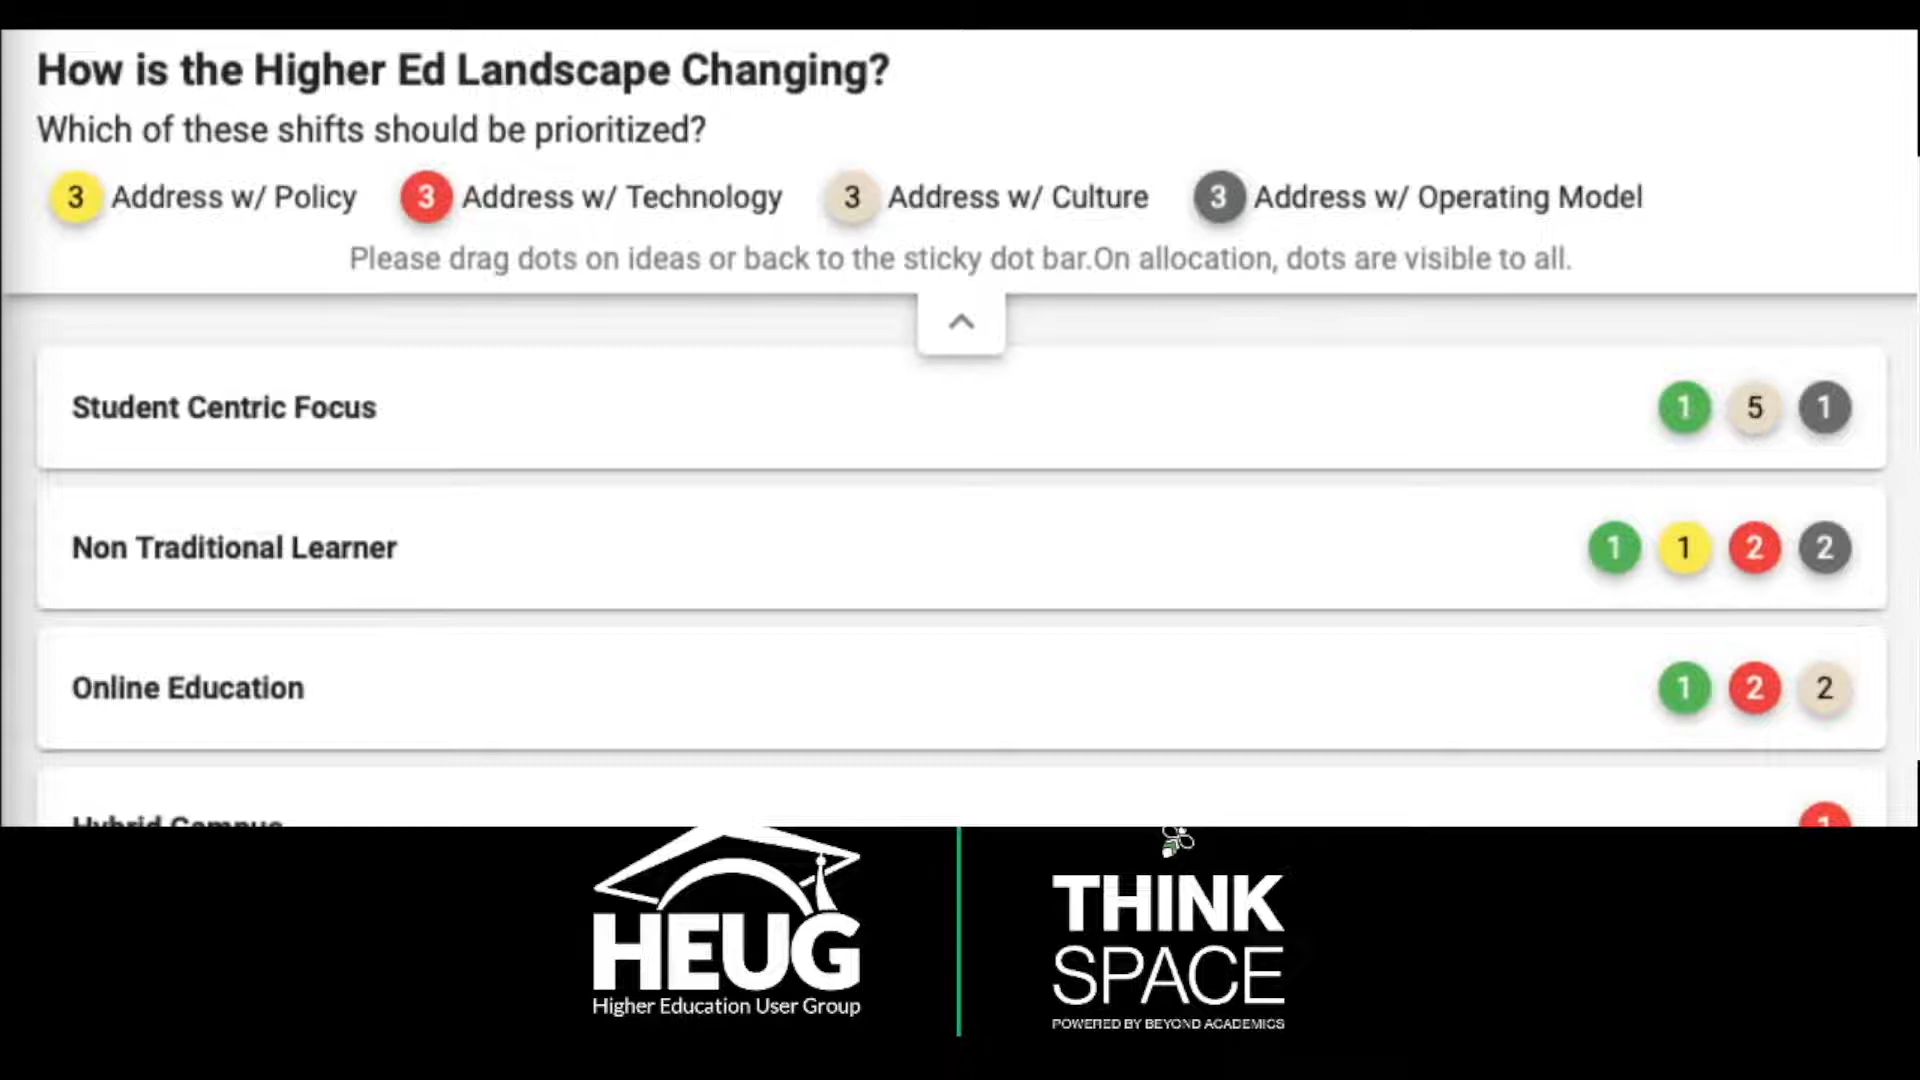 How is the Higher Ed Landscape Changing?
Which of these shifts should be prioritized?
3 Address w/ Policy 3 Address w/ Technology 3 Address w/ Culture 3 Address w/ Operating Model
Please drag dots on ideas or back to the sticky dot bar.On allocation, dots are visible to all.
Student Centric Focus 1 5 1
Non Traditional Learner 1 1 2 2
Online Education 1 2 2
Hybrid Campus 1
HEUG
Higher Education User Group
THINK
SPACE
POWERED BY BEYOND ACADEMICS